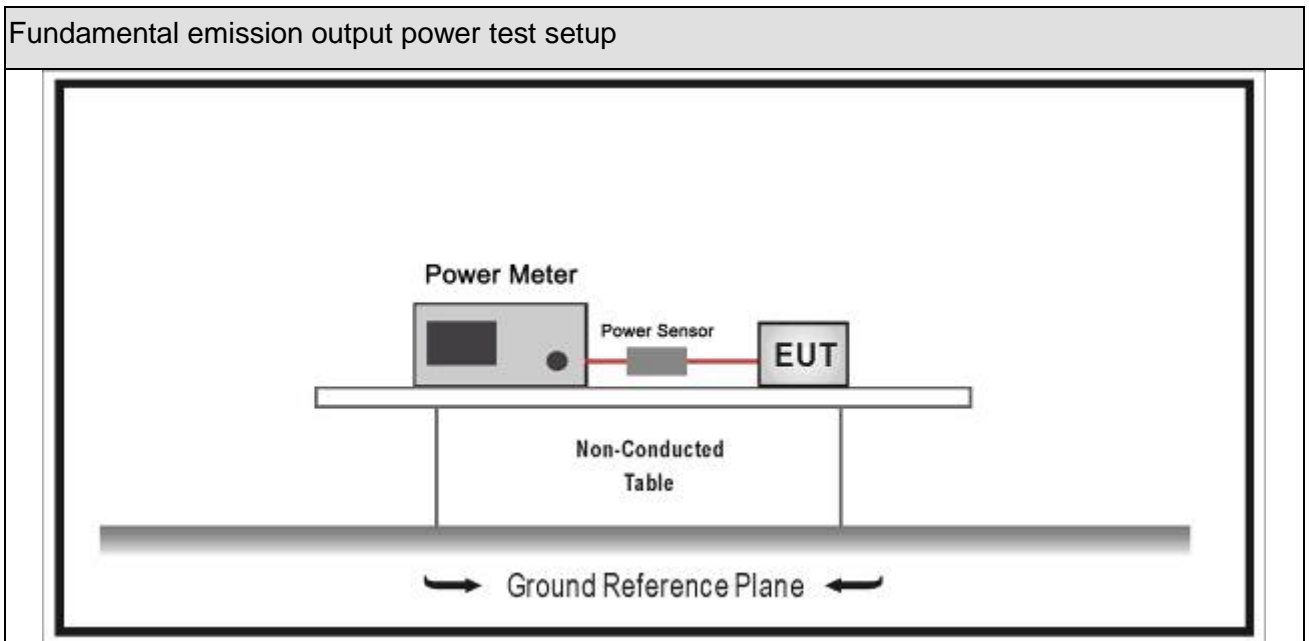 Fundamental emission output power test setup
Power Meter
Power Sensor
EUT
Non-Conducted
Table
Ground Reference Plane